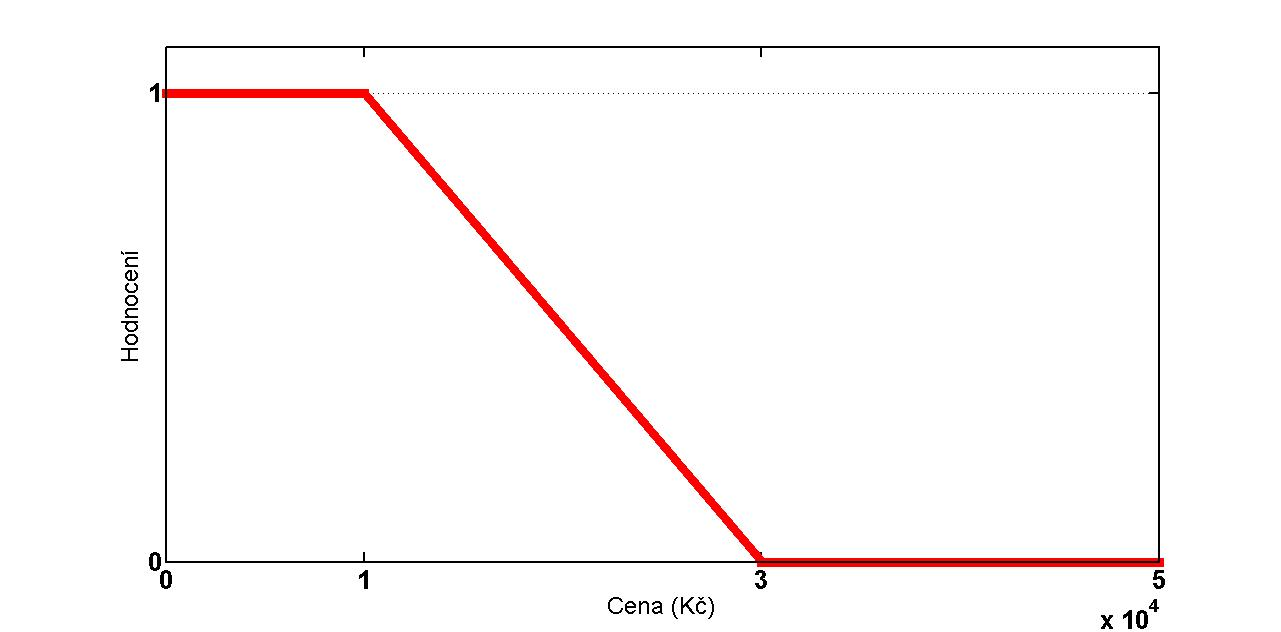 1
Hodnocení
0
0 1 3 5
Cena (Kč)
x 10⁴